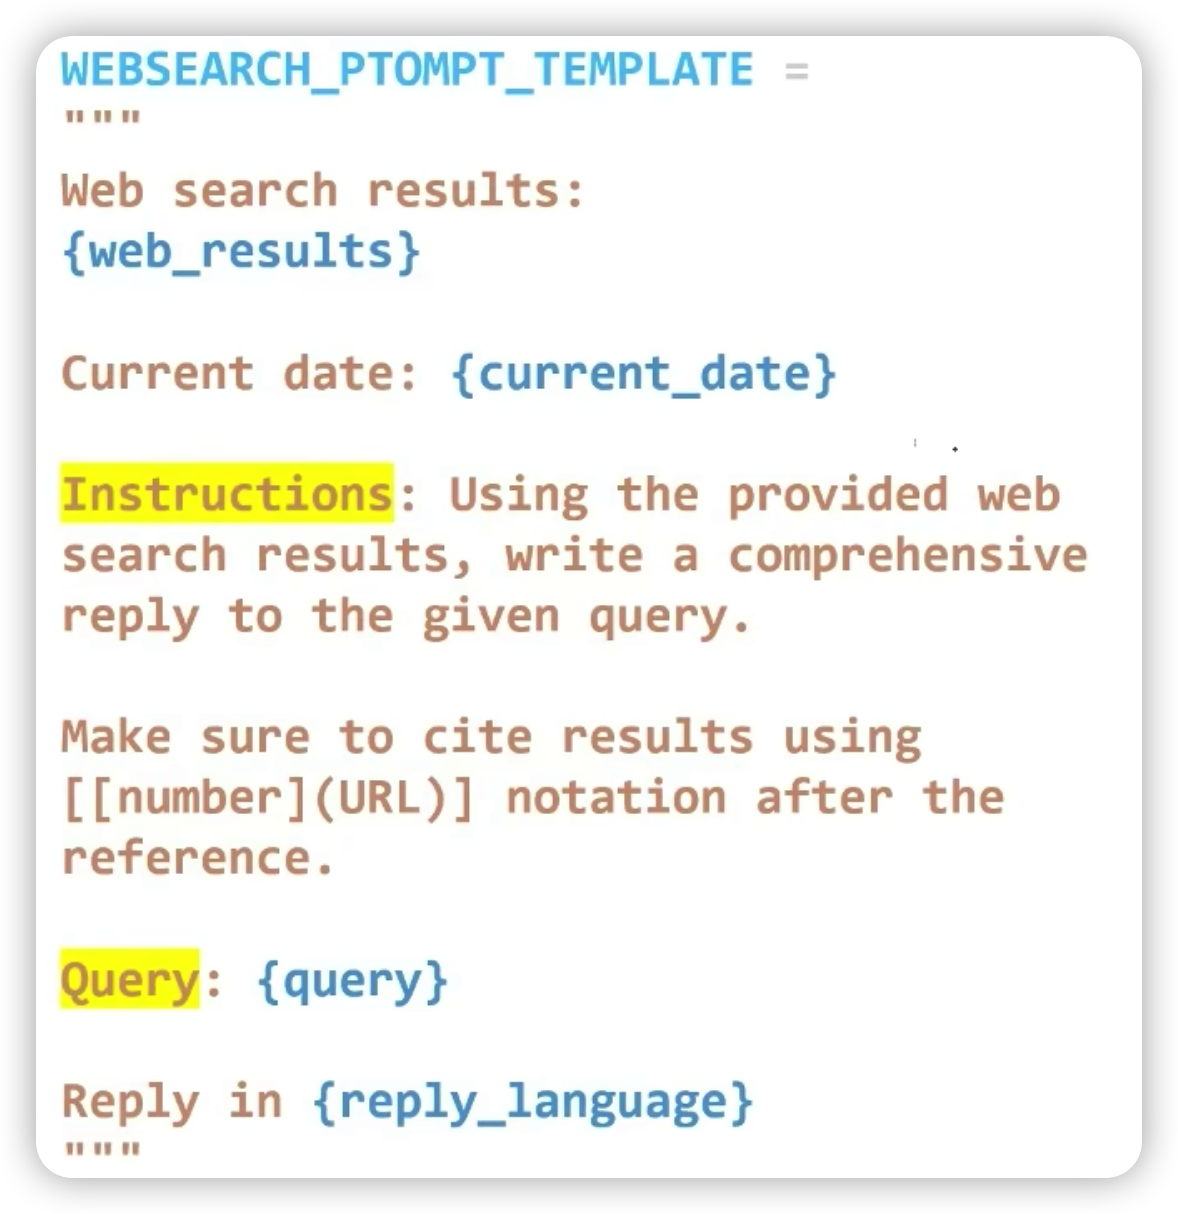 WEBSEARCH_PTOMPT_TEMPLATE =
"""
Web search results:
{web_results}
Current date: {current_date}
Instructions: Using the provided web
search results, write a comprehensive
reply to the given query.
Make sure to cite results using
[[number](URL)] notation after the
reference.
Query: {query}
Reply in {reply_language}
"""